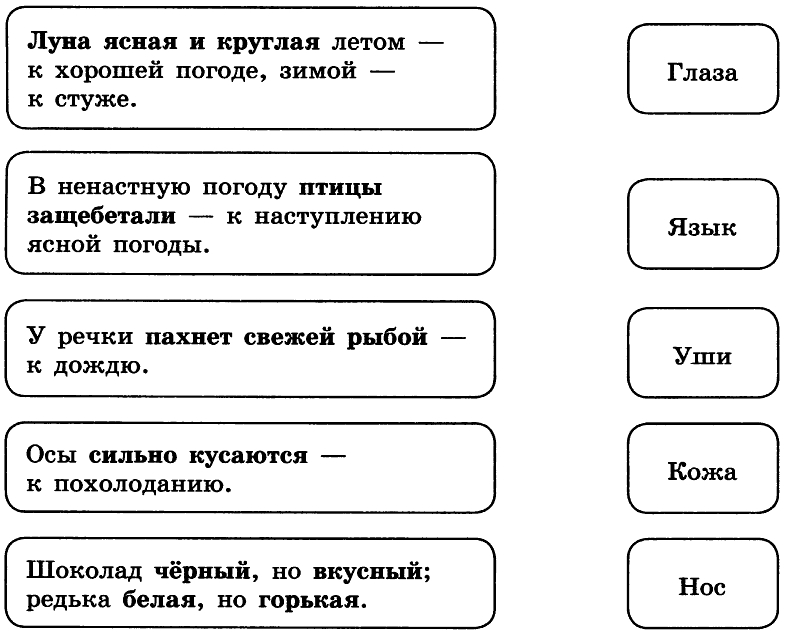 Луна ясная и круглая летом —
к хорошей погоде, зимой —
к стуже.
Глаза
В ненастную погоду птицы
защебетали — к наступлению
ясной погоды.
Язык
У речки пахнет свежей рыбой —
к дождю.
Уши
Осы сильно кусаются —
к похолоданию.
Кожа
Шоколад чёрный, но вкусный;
редька белая, но горькая.
Нос